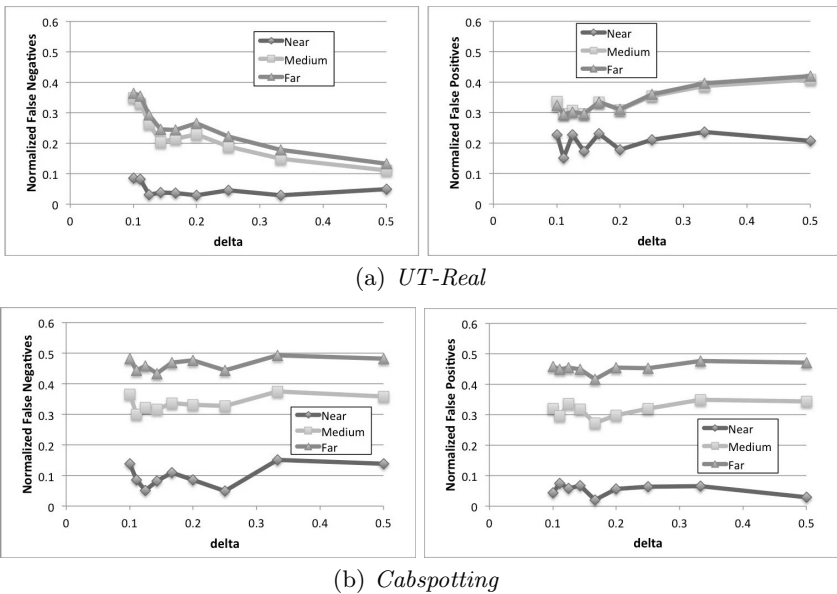 Normalized False Negatives
0.6
0.5
0.4
0.3
0.2
0.1
0
0 0.1 0.2 0.3 0.4 0.5
delta
Near
Medium
Far
Normalized False Positives
0.6
0.5
0.4
0.3
0.2
0.1
0
0 0.1 0.2 0.3 0.4 0.5
delta
Near
Medium
Far
(a) UT-Real
Normalized False Negatives
0.6
0.5
0.4
0.3
0.2
0.1
0
0 0.1 0.2 0.3 0.4 0.5
delta
Near
Medium
Far
Normalized False Positives
0.6
0.5
0.4
0.3
0.2
0.1
0
0 0.1 0.2 0.3 0.4 0.5
delta
Near
Medium
Far
(b) Cabspotting